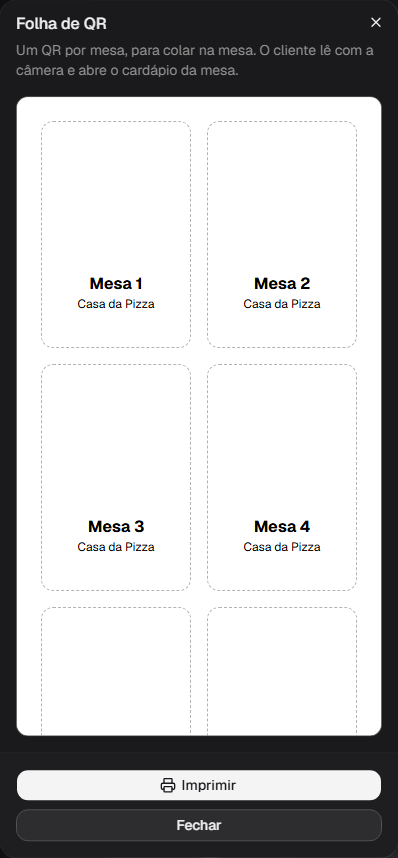 Folha de QR
Um QR por mesa, para colar na mesa. O cliente lê com a
câmera e abre o cardápio da mesa.
Mesa 1
Casa da Pizza
Mesa 2
Casa da Pizza
Mesa 3
Casa da Pizza
Mesa 4
Casa da Pizza
Imprimir
Fechar